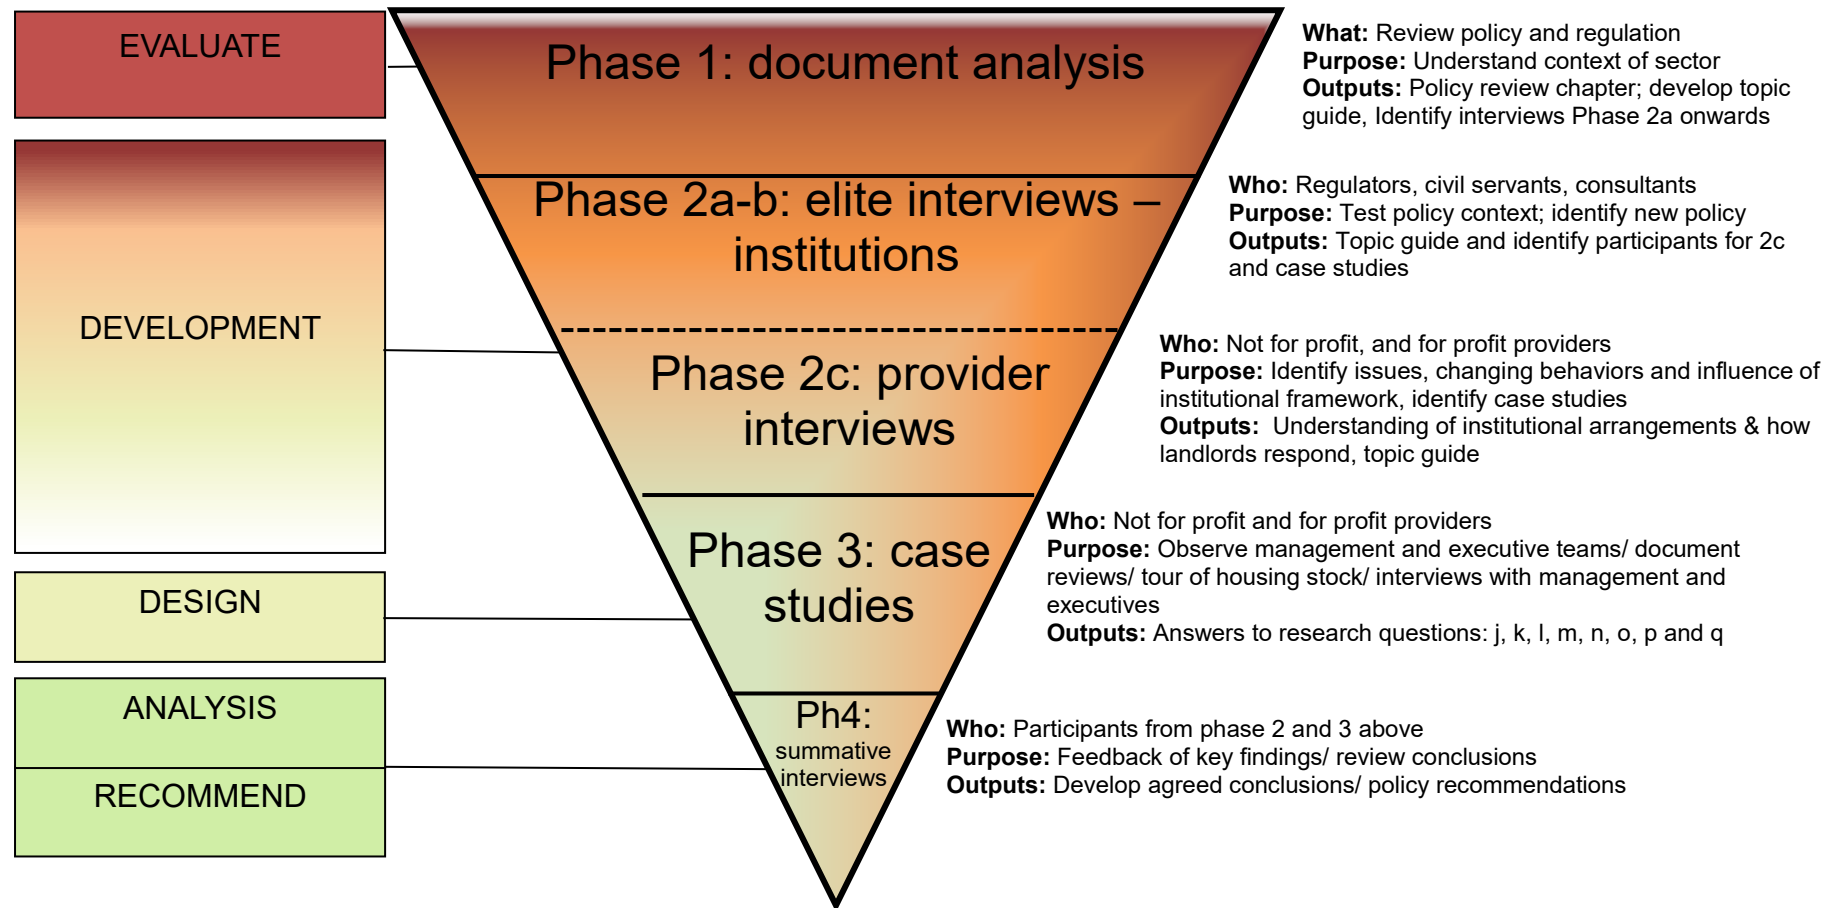 EVALUATE
Phase 1: document analysis
What: Review policy and regulation
Purpose: Understand context of sector
Outputs: Policy review chapter; develop topic
guide, Identify interviews Phase 2a onwards
DEVELOPMENT
Phase 2a-b: elite interviews –
institutions
Who: Regulators, civil servants, consultants
Purpose: Test policy context; identify new policy
Outputs: Topic guide and identify participants for 2c
and case studies
Phase 2c: provider
interviews
Who: Not for profit, and for profit providers
Purpose: Identify issues, changing behaviors and influence of
institutional framework, identify case studies
Outputs: Understanding of institutional arrangements & how
landlords respond, topic guide
DESIGN
Phase 3: case
studies
Who: Not for profit and for profit providers
Purpose: Observe management and executive teams/ document
reviews/ tour of housing stock/ interviews with management and
executives
Outputs: Answers to research questions: j, k, l, m, n, o, p and q
ANALYSIS
RECOMMEND
Ph4:
summative
interviews
Who: Participants from phase 2 and 3 above
Purpose: Feedback of key findings/ review conclusions
Outputs: Develop agreed conclusions/ policy recommendations